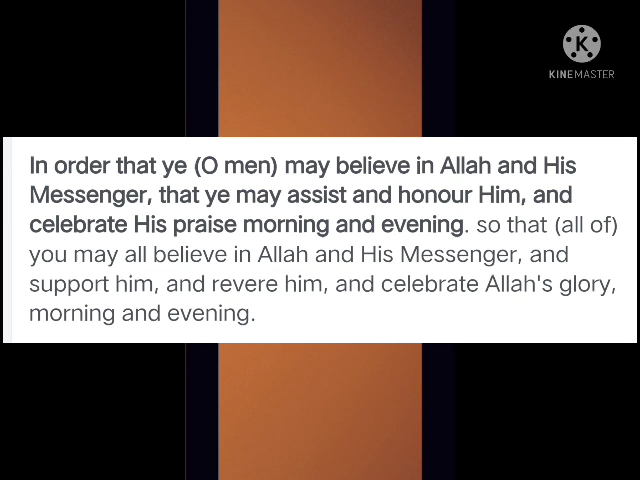 KINEMASTER
In order that ye (O men) may believe in Allah and His
Messenger, that ye may assist and honour Him, and
celebrate His praise morning and evening. so that (all of)
you may all believe in Allah and His Messenger, and
support him, and revere him, and celebrate Allah's glory,
morning and evening.